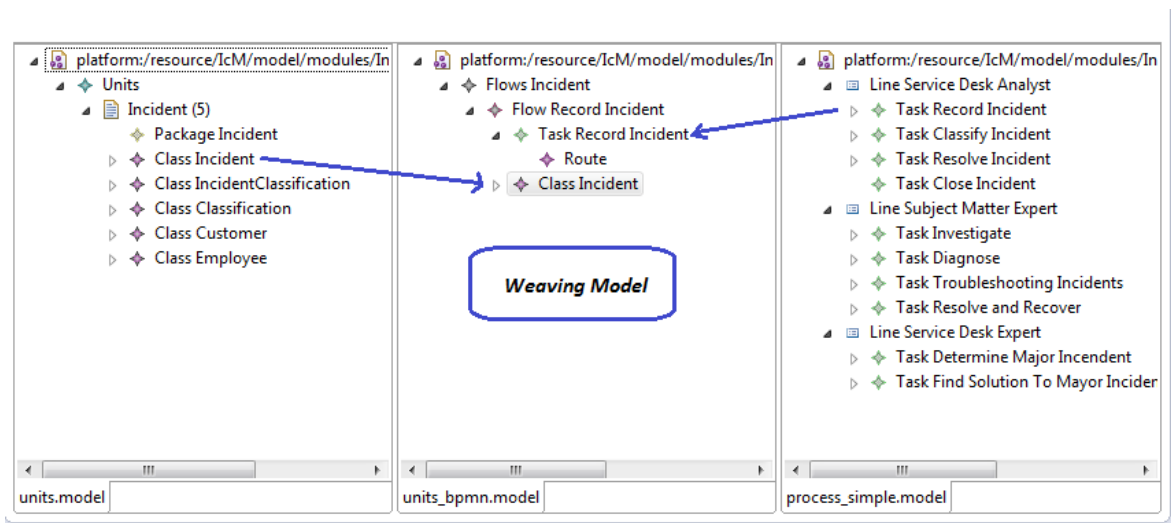 platform:/resource/IcM/model/modules/In
Units
Incident (5)
Package Incident
Class Incident
Class IncidentClassification
Class Classification
Class Customer
Class Employee
units.model
platform:/resource/IcM/model/modules/In
Flows Incident
Flow Record Incident
Task Record Incident
Route
Class Incident
Weaving Model
units_bpmn.model
platform:/resource/IcM/model/modules/In
Line Service Desk Analyst
Task Record Incident
Task Classify Incident
Task Resolve Incident
Task Close Incident
Line Subject Matter Expert
Task Investigate
Task Diagnose
Task Troubleshooting Incidents
Task Resolve and Recover
Line Service Desk Expert
Task Determine Major Incendent
Task Find Solution To Mayor Incider
process_simple.model